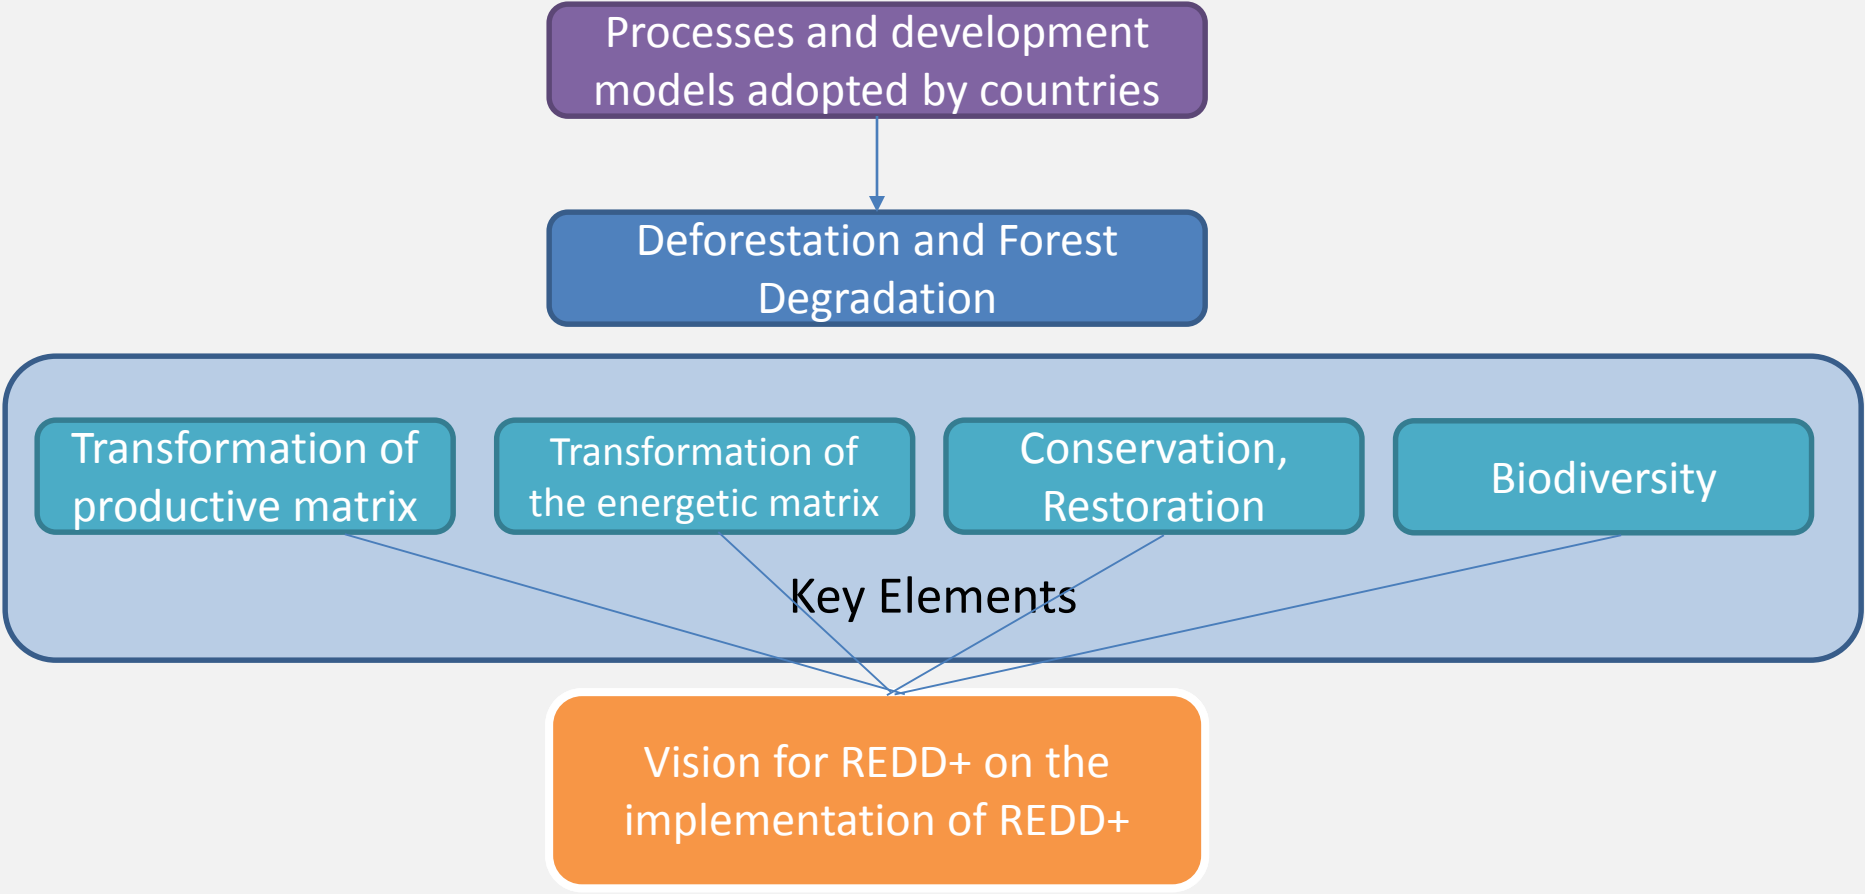 Processes and development
models adopted by countries
Deforestation and Forest
Degradation
Transformation of
productive matrix
Transformation of
the energetic matrix
Conservation,
Restoration
Biodiversity
Key Elements
Vision for REDD+ on the
implementation of REDD+